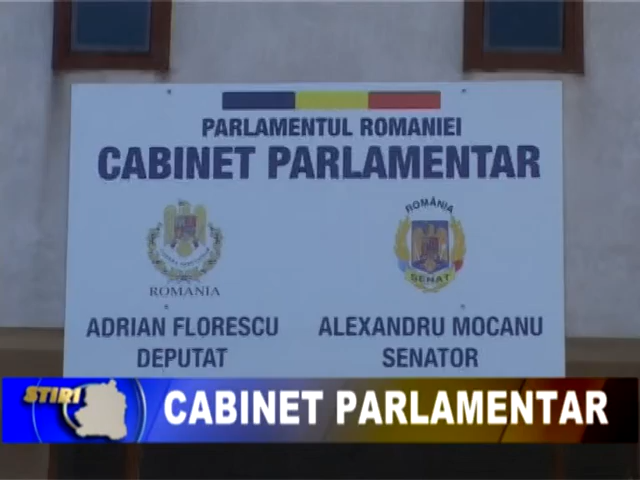 PARLAMENTUL ROMANIEI
CABINET PARLAMENTAR
ROMÂNIA
SENAT
ROMANIA
ADRIAN FLORESCU
DEPUTAT
ALEXANDRU MOCANU
SENATOR
STIRI
CABINET PARLAMENTAR